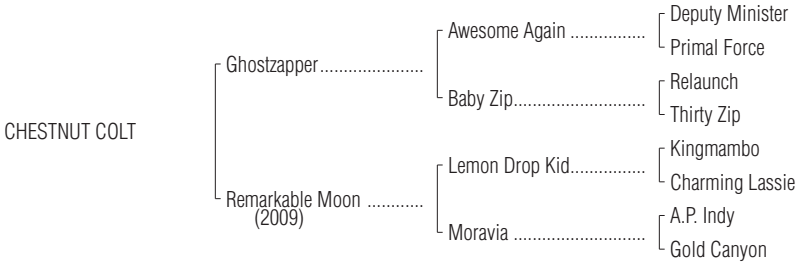 Deputy Minister
Awesome Again ................
Primal Force
Ghostzapper......................
Relaunch
Baby Zip............................
Thirty Zip
CHESTNUT COLT
Kingmambo
Lemon Drop Kid................
Charming Lassie
Remarkable Moon ............
(2009)
A.P. Indy
Moravia ............................
Gold Canyon